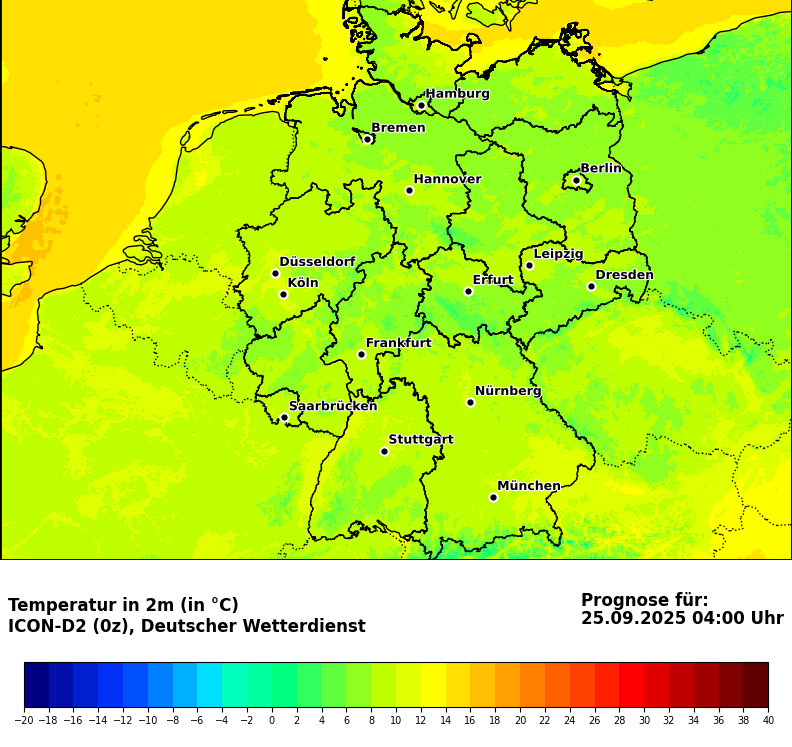 Hamburg
Bremen
Berlin
Hannover
Leipzig
Düsseldorf
Dresden
Köln
Erfurt
Frankfurt
Nürnberg
Saarbrücken
Stuttgart
München
Temperatur in 2m (in °C)
ICON-D2 (0z), Deutscher Wetterdienst
Prognose für:
25.09.2025 04:00 Uhr
−20 −18 −16 −14 −12 −10 −8 −6 −4 −2 0 2 4 6 8 10 12 14 16 18 20 22 24 26 28 30 32 34 36 38 40